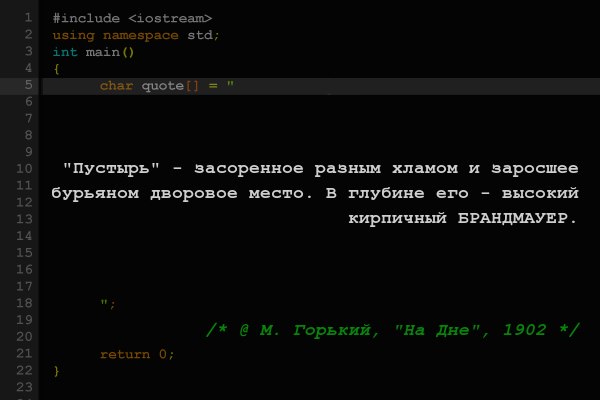 1 #include <iostream>
2 using namespace std;
3 int main()
4 {
5 char quote[] = "
6
7
8
9
10 "Пустырь" - засоренное разным хламом и заросшее
11 бурьяном дворовое место. В глубине его - высокий
12
13 кирпичный БРАНДМАУЕР.
14
15
16
17
18 ";
19
20 /* @ М. Горький, "На Дне", 1902 */
21 return 0;
22 }
23